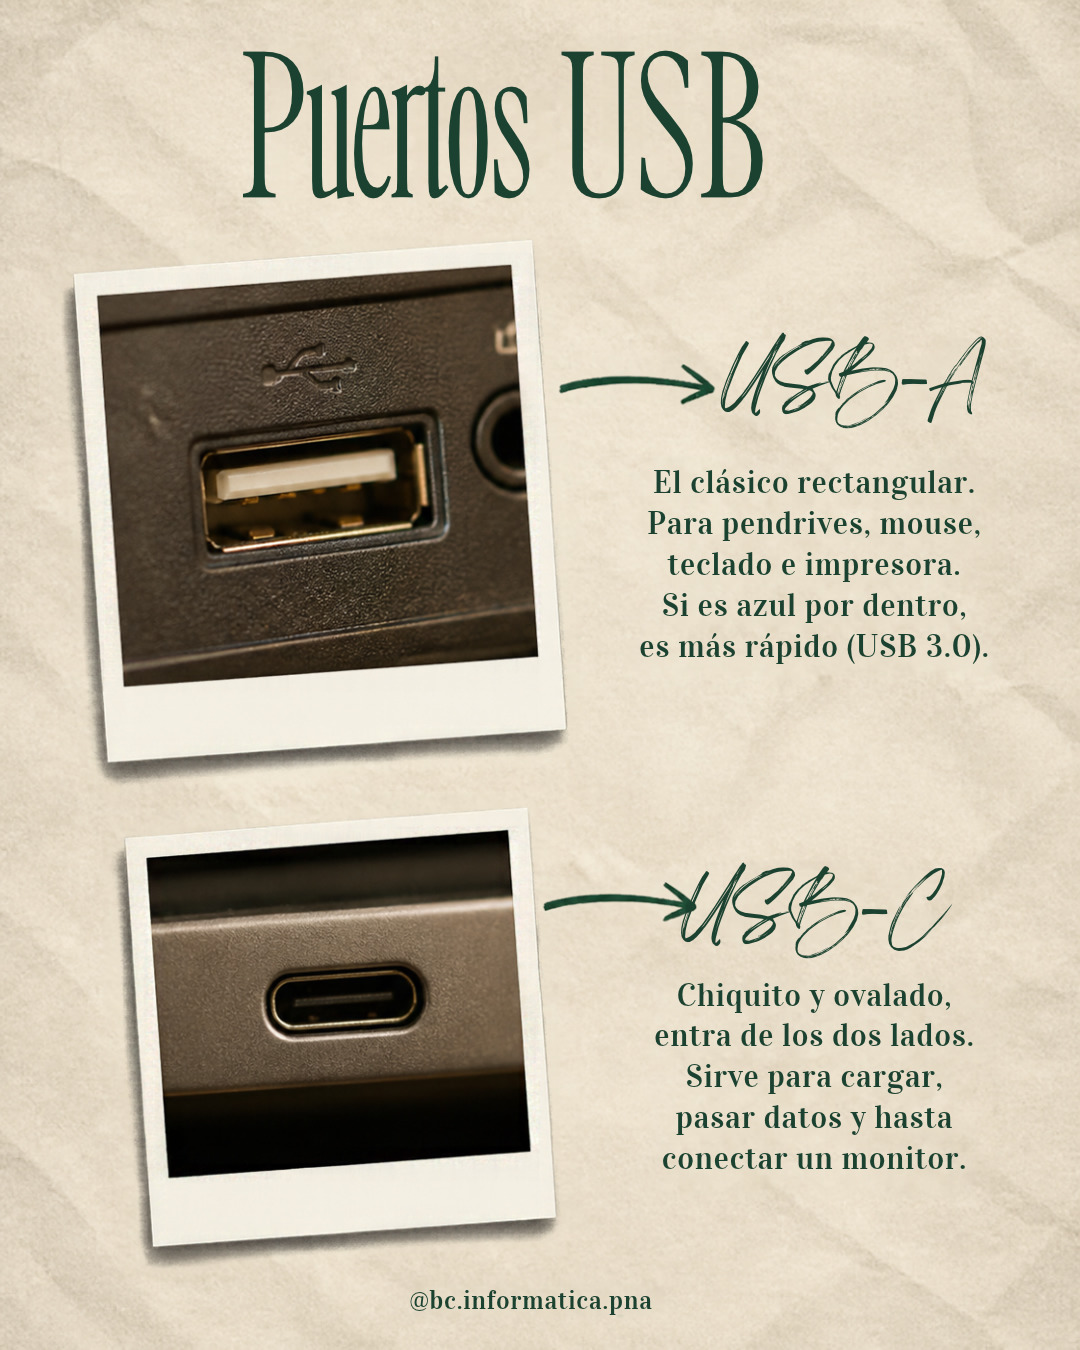 Puertos USB
USB-A
El clásico rectangular.
Para pendrives, mouse,
teclado e impresora.
Si es azul por dentro,
es más rápido (USB 3.0).
USB-C
Chiquito y ovalado,
entra de los dos lados.
Sirve para cargar,
pasar datos y hasta
conectar un monitor.
@bc.informatica.pna